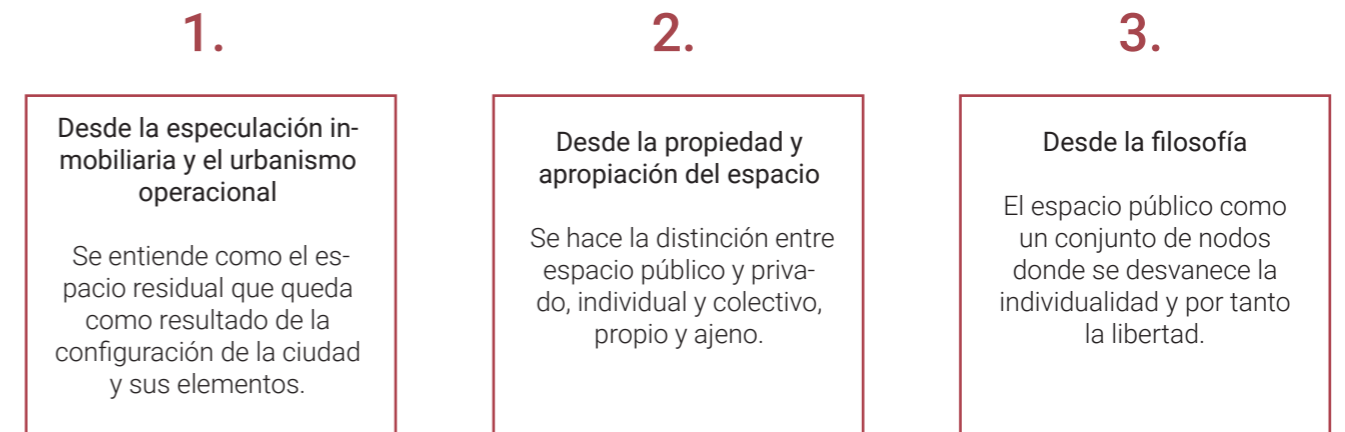 1.
Desde la especulación in-
mobiliaria y el urbanismo
operacional
Se entiende como el es-
pacio residual que queda
como resultado de la
configuración de la ciudad
y sus elementos.
2.
Desde la propiedad y
apropiación del espacio
Se hace la distinción entre
espacio público y priva-
do, individual y colectivo,
propio y ajeno.
3.
Desde la filosofía
El espacio público como
un conjunto de nodos
donde se desvanece la
individualidad y por tanto
la libertad.